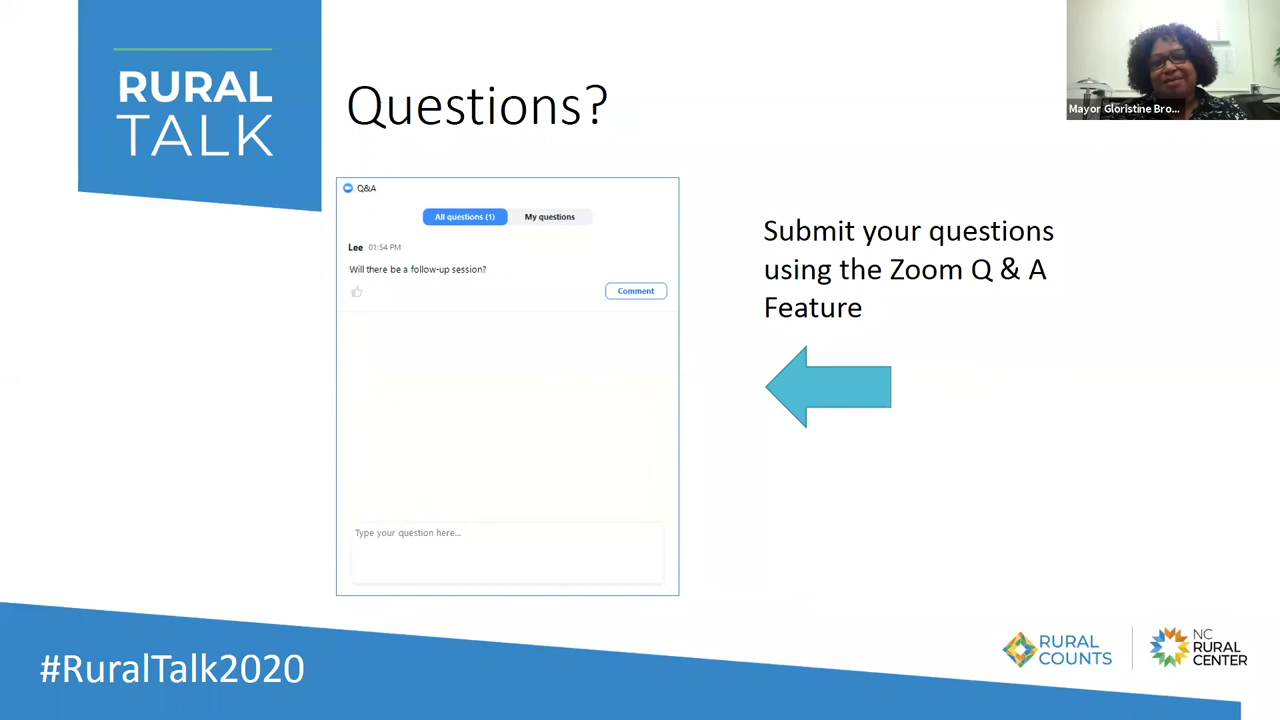 RURAL
TALK
Questions?
Mayor Gloristine Bro...
Q&A
All questions (1) My questions
Lee 01:54 PM
Will there be a follow-up session?
Comment
Type your question here...
Submit your questions
using the Zoom Q & A
Feature
#RuralTalk2020
RURAL
COUNTS
NC
RURAL
CENTER